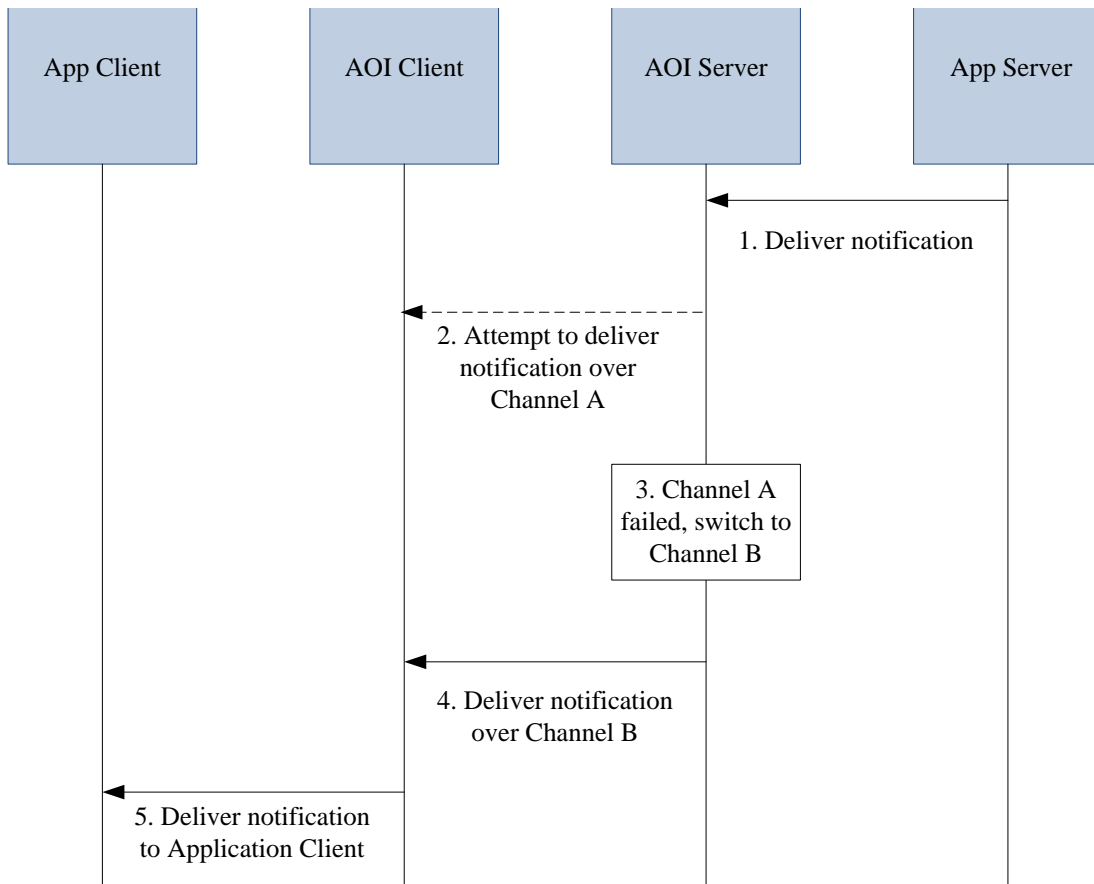 App Client
AOI Client
AOI Server
App Server
1. Deliver notification
2. Attempt to deliver
notification over
Channel A
3. Channel A
failed, switch to
Channel B
4. Deliver notification
over Channel B
5. Deliver notification
to Application Client